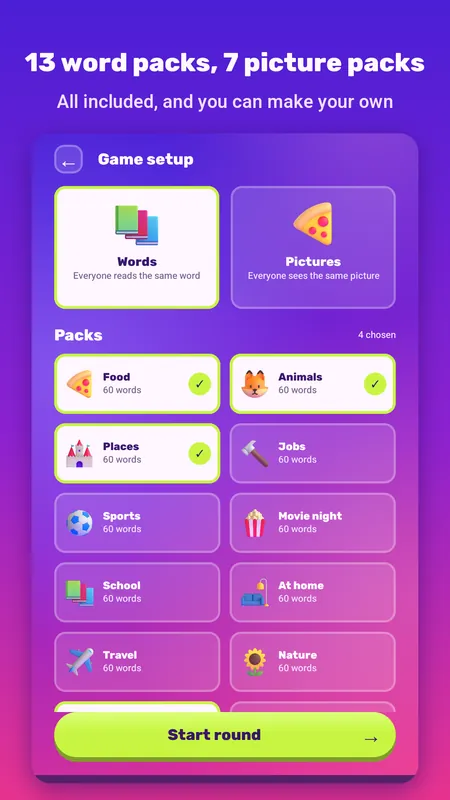 13 word packs, 7 picture packs
All included, and you can make your own
← Game setup
Words
Everyone reads the same word
Pictures
Everyone sees the same picture
Packs
4 chosen
Food
60 words
✓
Animals
60 words
✓
Places
60 words
✓
Jobs
60 words
Sports
60 words
Movie night
60 words
School
60 words
At home
60 words
Travel
60 words
Nature
60 words
Start round →